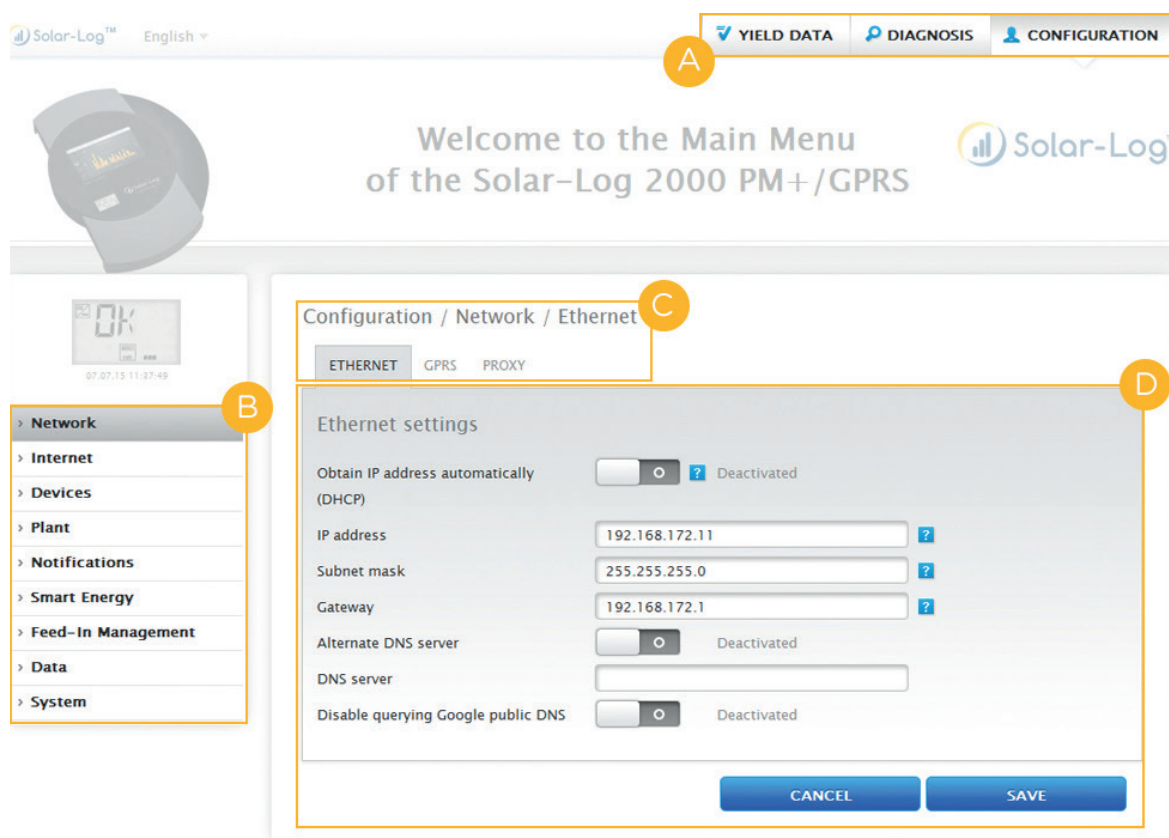 Solar-Log™ English
YIELD DATA DIAGNOSIS CONFIGURATION
A
Welcome to the Main Menu
of the Solar-Log 2000 PM+/GPRS
Solar-Log
OK
07.07.15 11:37:49
B
› Network
› Internet
› Devices
› Plant
› Notifications
› Smart Energy
› Feed-In Management
› Data
› System
C
Configuration / Network / Ethernet
ETHERNET GPRS PROXY
D
Ethernet settings
Obtain IP address automatically
(DHCP)
? Deactivated
IP address 192.168.172.11 ?
Subnet mask 255.255.255.0 ?
Gateway 192.168.172.1 ?
Alternate DNS server Deactivated
DNS server
Disable querying Google public DNS Deactivated
CANCEL SAVE